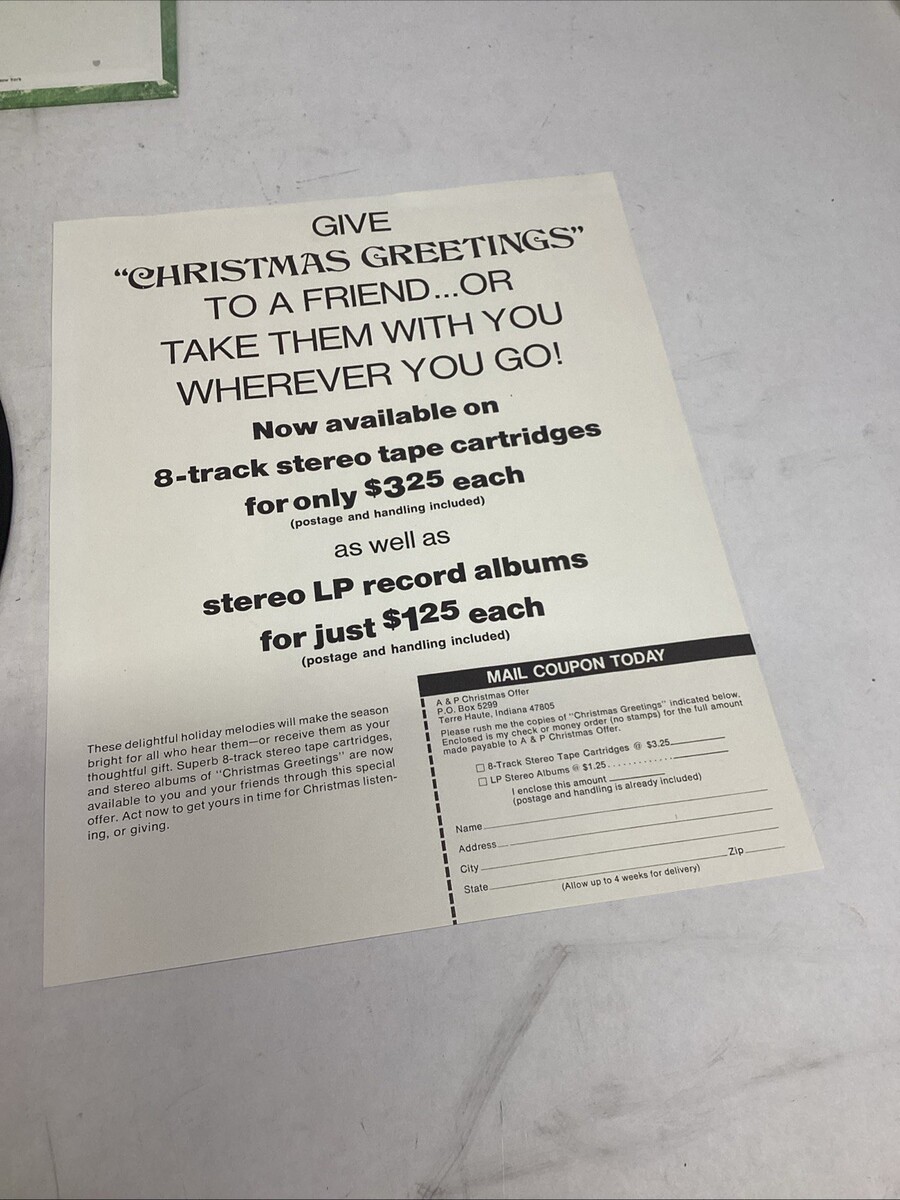 GIVE
"CHRISTMAS GREETINGS"
TO A FRIEND...OR
TAKE THEM WITH YOU
WHEREVER YOU GO!
Now available on
8-track stereo tape cartridges
for only $3.25 each
(postage and handling included)
as well as
stereo LP record albums
for just $1.25 each
(postage and handling included)
These delightful holiday melodies will make the season
bright for all who hear them—or receive them as your
thoughtful gift. Superb 8-track stereo tape cartridges,
and stereo albums of "Christmas Greetings" are now
available to you and your friends through this special
offer. Act now to get yours in time for Christmas listen-
ing, or giving.
MAIL COUPON TODAY
A & P Christmas Offer
P.O. Box 5299
Terre Haute, Indiana 47805
Please rush me the copies of "Christmas Greetings" indicated below.
Enclosed is my check or money order (no stamps) for the full amount
made payable to A & P Christmas Offer.
8-Track Stereo Tape Cartridges @ $3.25
LP Stereo Albums @ $1.25
I enclose this amount
(postage and handling is already included)
Name
Address
City
State Zip
(Allow up to 4 weeks for delivery)